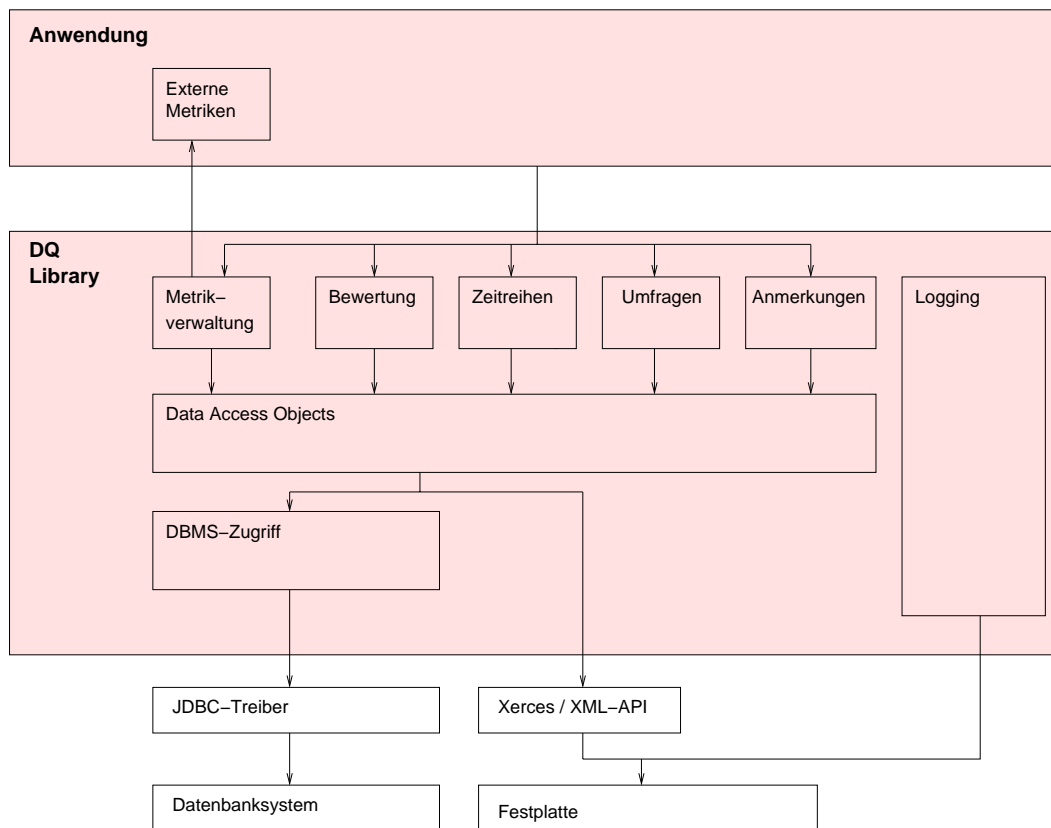 Anwendung
Externe
Metriken
DQ
Library
Metrik–
verwaltung
Bewertung
Zeitreihen
Umfragen
Anmerkungen
Logging
Data Access Objects
DBMS–Zugriff
JDBC–Treiber
Xerces / XML–API
Datenbanksystem
Festplatte